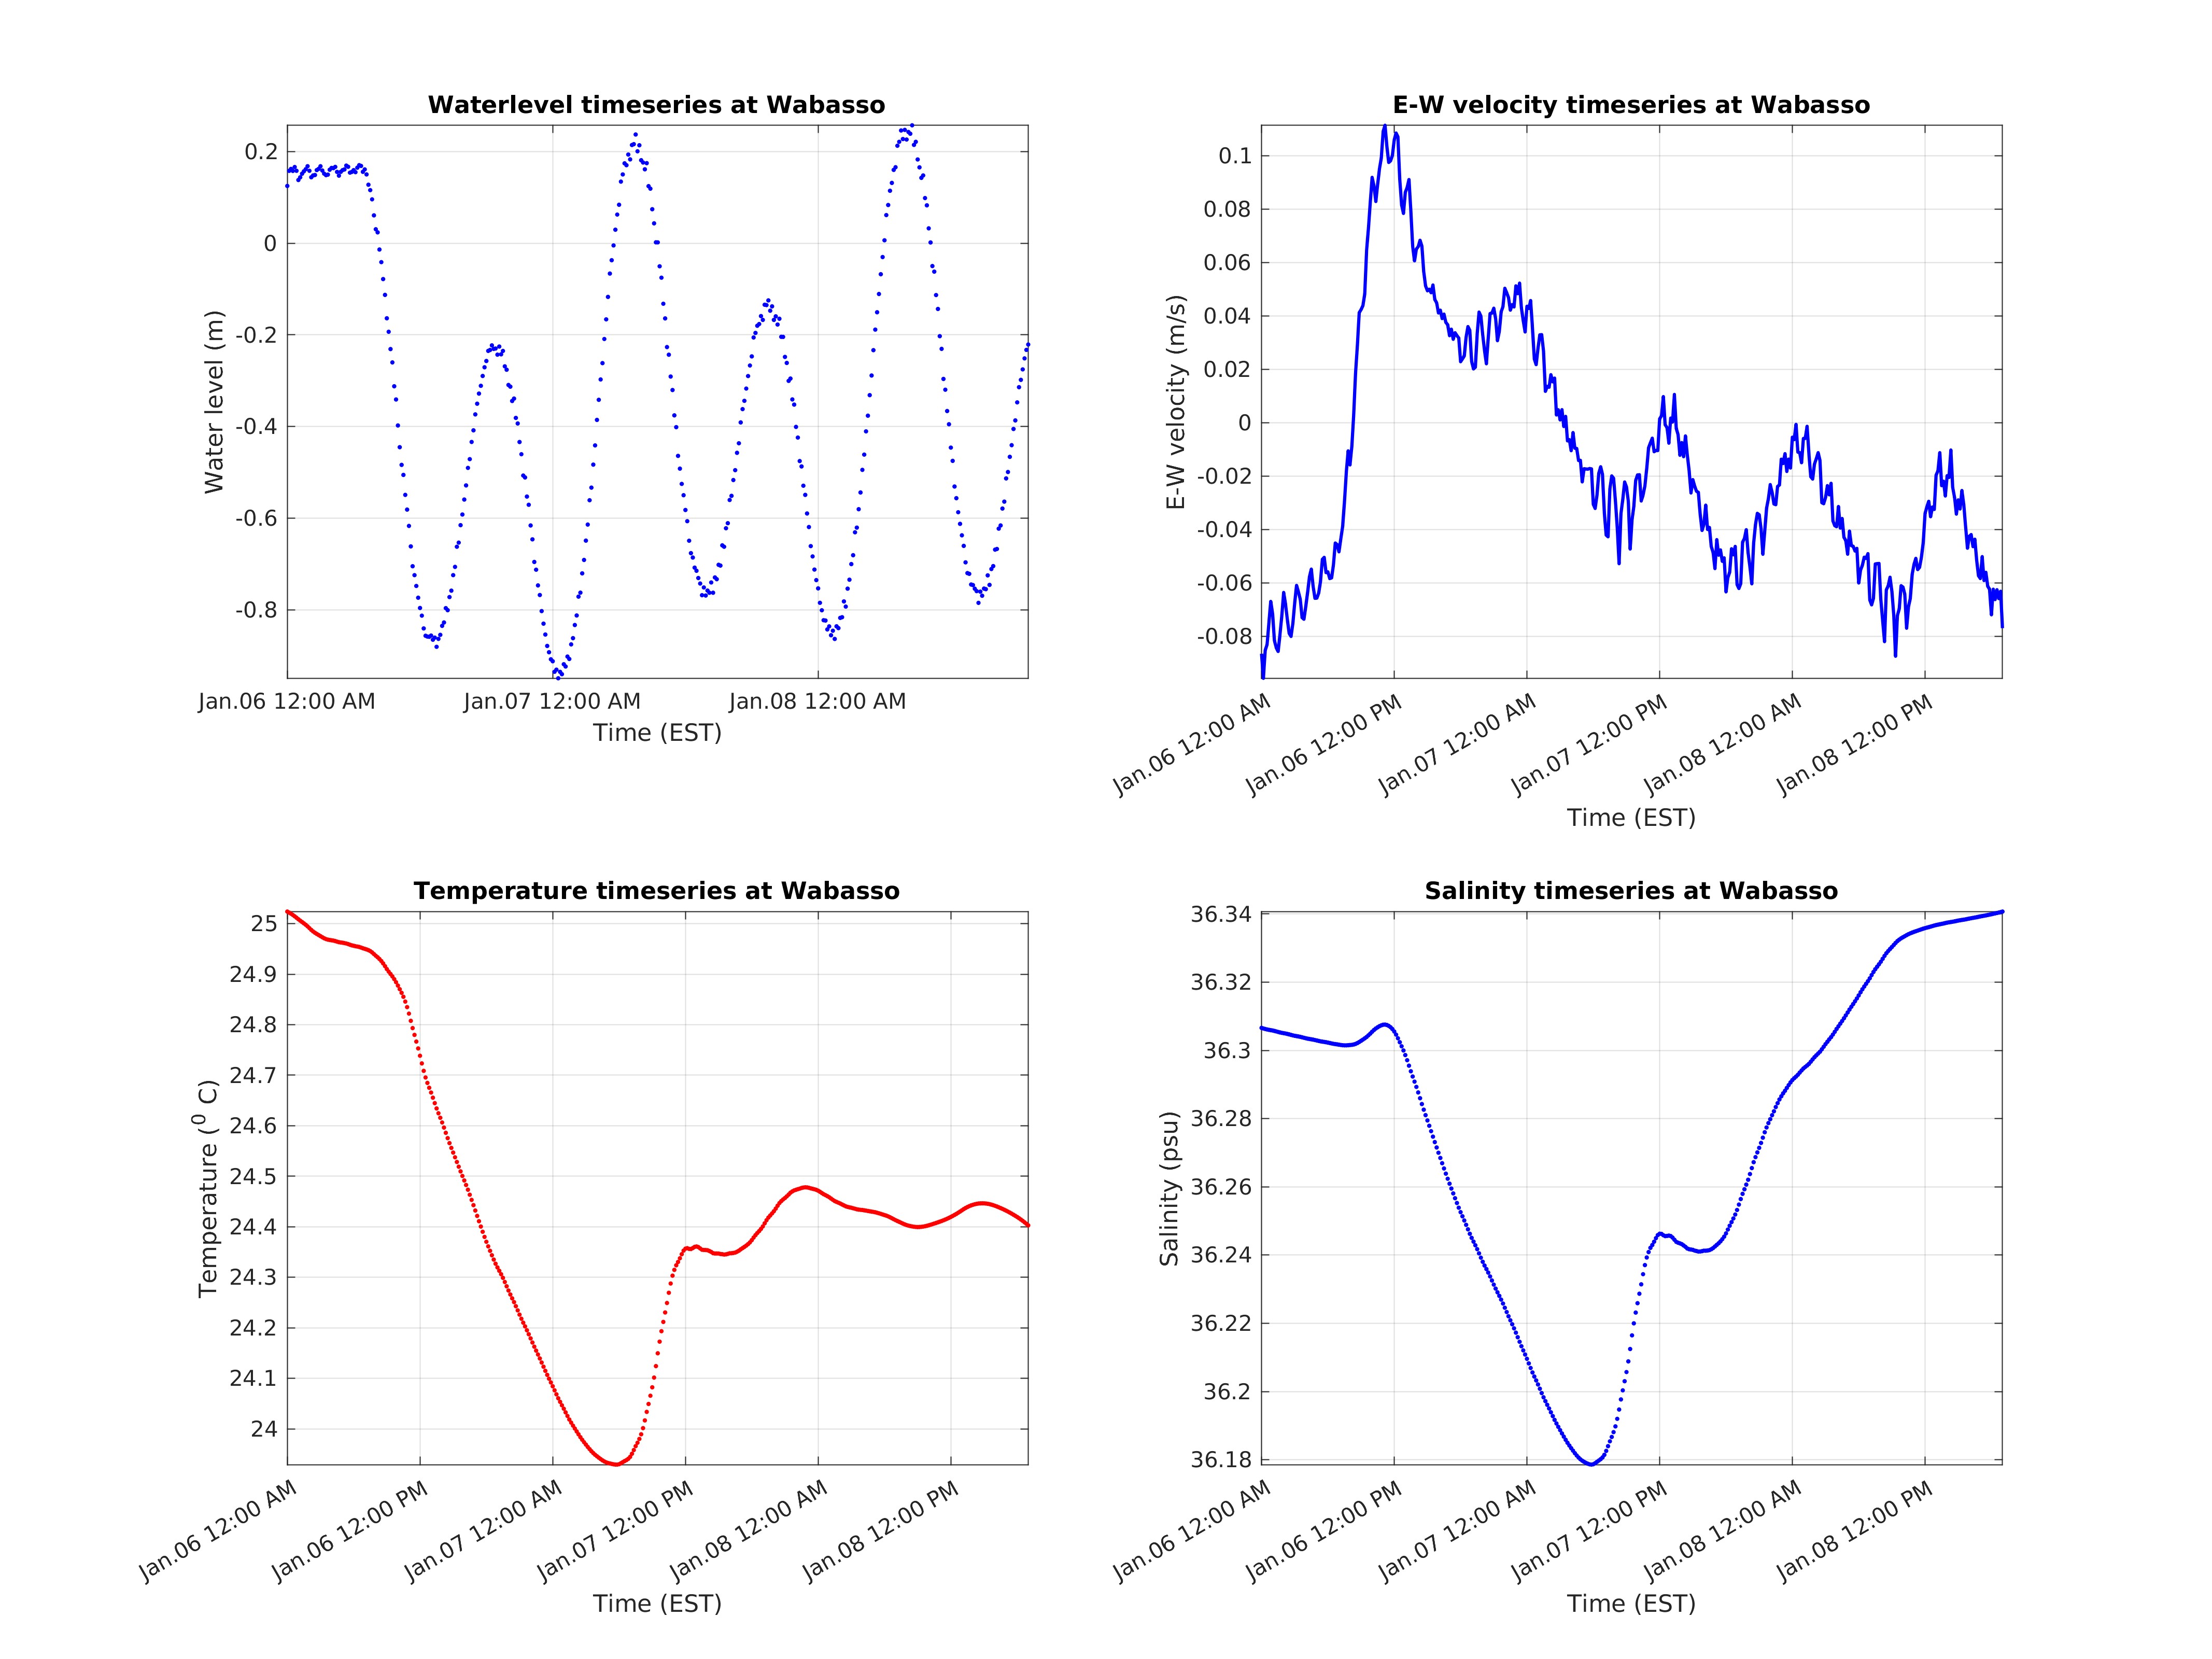 Waterlevel timeseries at Wabasso
0.2
0
-0.2
-0.4
-0.6
-0.8
Water level (m)
Jan.06 12:00 AM
Jan.07 12:00 AM
Jan.08 12:00 AM
Time (EST)
E-W velocity timeseries at Wabasso
0.1
0.08
0.06
0.04
0.02
0
-0.02
-0.04
-0.06
-0.08
E-W velocity (m/s)
Jan.06 12:00 AM
Jan.06 12:00 PM
Jan.07 12:00 AM
Jan.07 12:00 PM
Jan.08 12:00 AM
Jan.08 12:00 PM
Time (EST)
Temperature timeseries at Wabasso
25
24.9
24.8
24.7
24.6
24.5
24.4
24.3
24.2
24.1
24
Temperature (⁰ C)
Jan.06 12:00 AM
Jan.06 12:00 PM
Jan.07 12:00 AM
Jan.07 12:00 PM
Jan.08 12:00 AM
Jan.08 12:00 PM
Time (EST)
Salinity timeseries at Wabasso
36.34
36.32
36.3
36.28
36.26
36.24
36.22
36.2
36.18
Salinity (psu)
Jan.06 12:00 AM
Jan.06 12:00 PM
Jan.07 12:00 AM
Jan.07 12:00 PM
Jan.08 12:00 AM
Jan.08 12:00 PM
Time (EST)